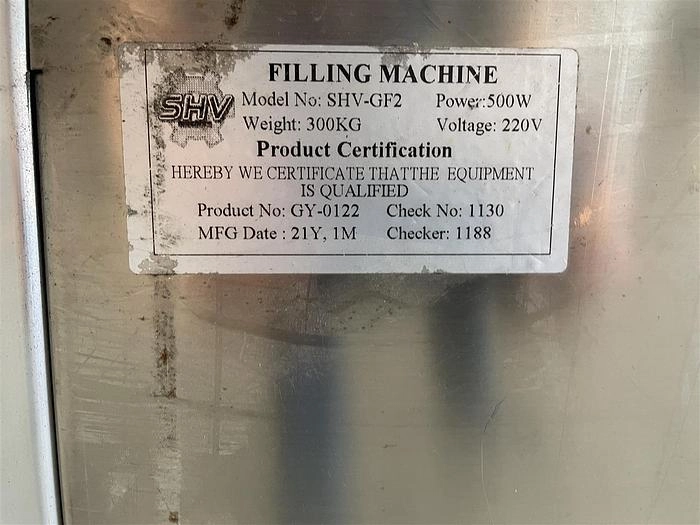 FILLING MACHINE
SHV
Model No: SHV-GF2 Power:500W
Weight: 300KG Voltage: 220V
Product Certification
HEREBY WE CERTIFICATE THATTHE EQUIPMENT
IS QUALIFIED
Product No: GY-0122 Check No: 1130
MFG Date : 21Y, 1M Checker: 1188